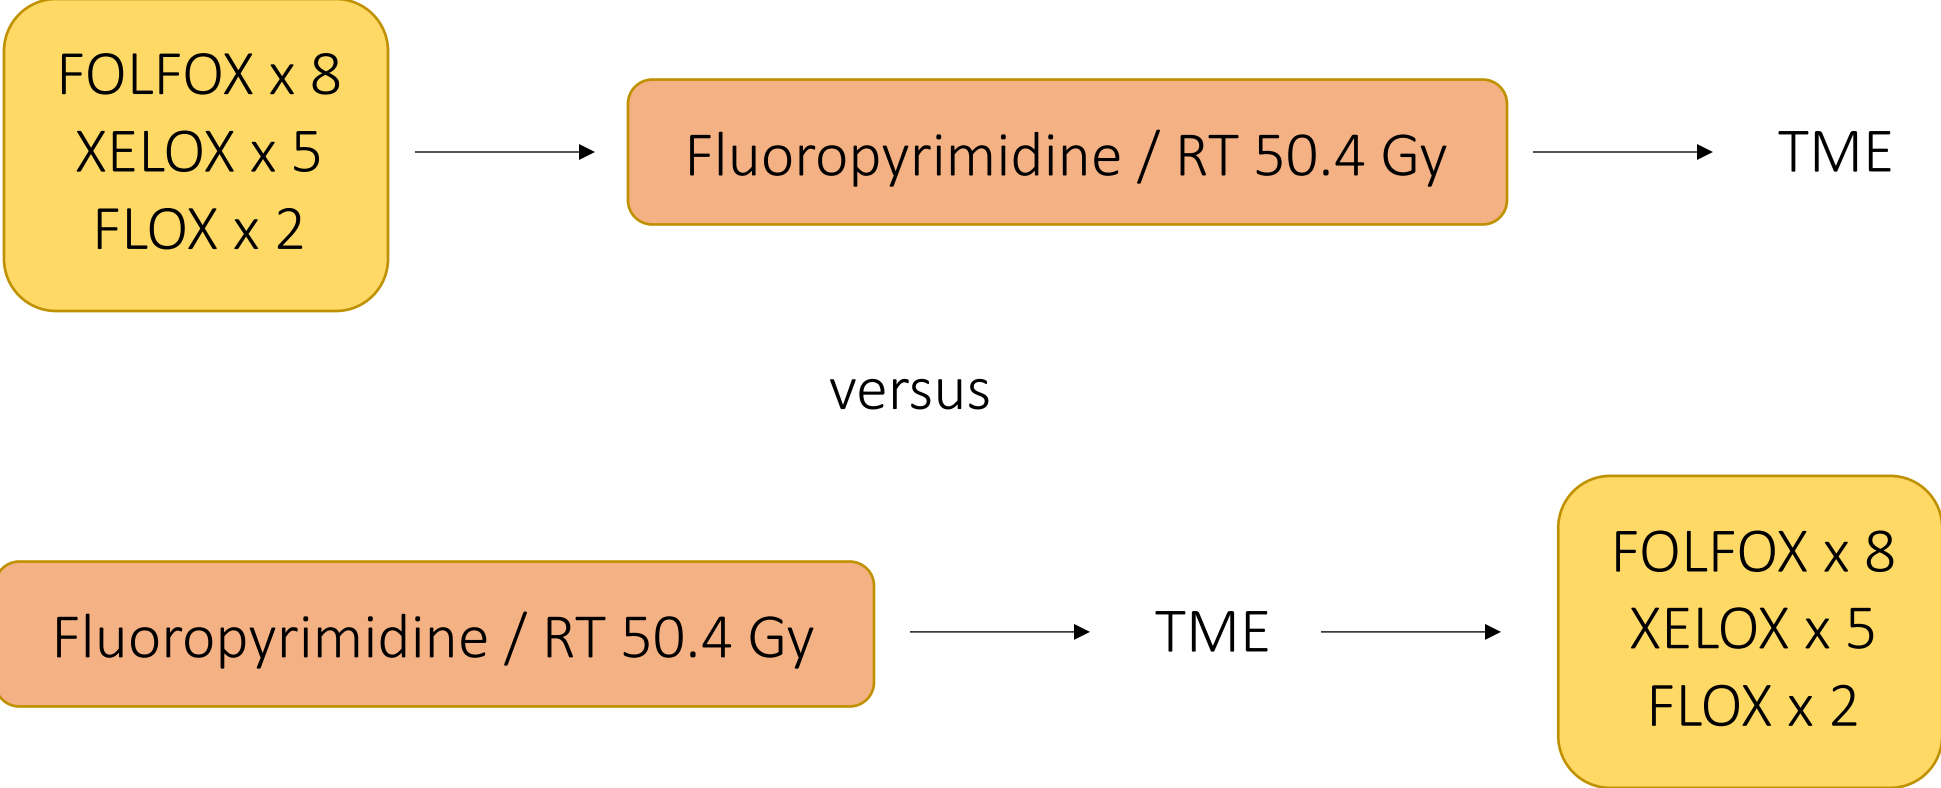 FOLFOX x 8
XELOX x 5
FLOX x 2
Fluoropyrimidine / RT 50.4 Gy
TME
versus
Fluoropyrimidine / RT 50.4 Gy
TME
FOLFOX x 8
XELOX x 5
FLOX x 2